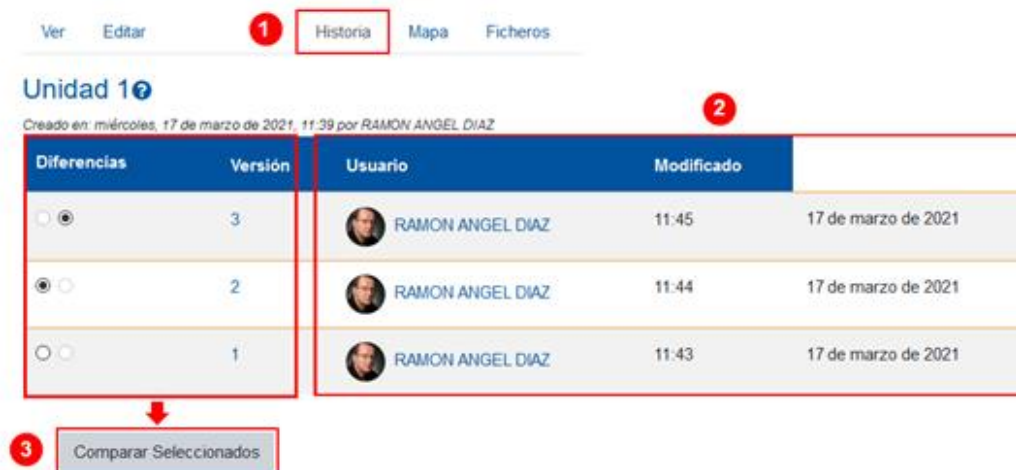 Ver Editar 1 Historia Mapa Ficheros
Unidad 1?
Creado en: miércoles, 17 de marzo de 2021, 11:39 por RAMON ANGEL DIAZ
2
Diferencias Versión Usuario Modificado
3 RAMON ANGEL DIAZ 11:45 17 de marzo de 2021
2 RAMON ANGEL DIAZ 11:44 17 de marzo de 2021
1 RAMON ANGEL DIAZ 11:43 17 de marzo de 2021
3 Comparar Seleccionados